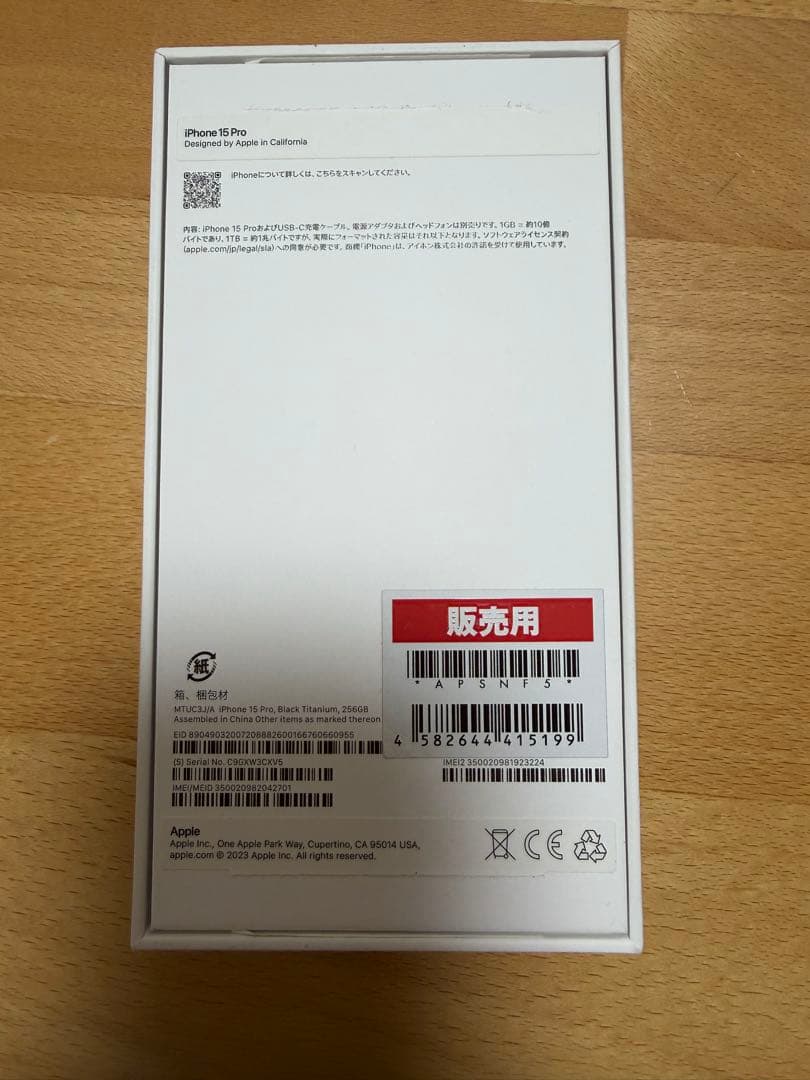 iPhone 15 Pro
Designed by Apple in California
iPhoneについて詳しくは、こちらをスキャンしてください。
内容: iPhone 15 ProおよびUSB-C充電ケーブル、電源アダプタおよびヘッドフォンは別売りです。1GB = 約10億
バイトであり、1TB = 約1兆バイトですが、実際にフォーマットされた容量はそれ以下となります。ソフトウェアライセンス契約
(apple.com/jp/legal/sla)への同意が必要です。商標「iPhone」は、アイホン株式会社の許諾を受けて使用しています。
販売用
*APSNF5*
4 582644 415199
紙
箱、梱包材
MTUC3J/A iPhone 15 Pro, Black Titanium, 256GB
Assembled in China Other items as marked thereon
EID 89049032007208882600166760660955
(S) Serial No. C9GXW3CXV5
IMEI2 350020981923224
IMEI/MEID 350020982042701
Apple
Apple Inc., One Apple Park Way, Cupertino, CA 95014 USA,
apple.com © 2023 Apple Inc. All rights reserved.
CE